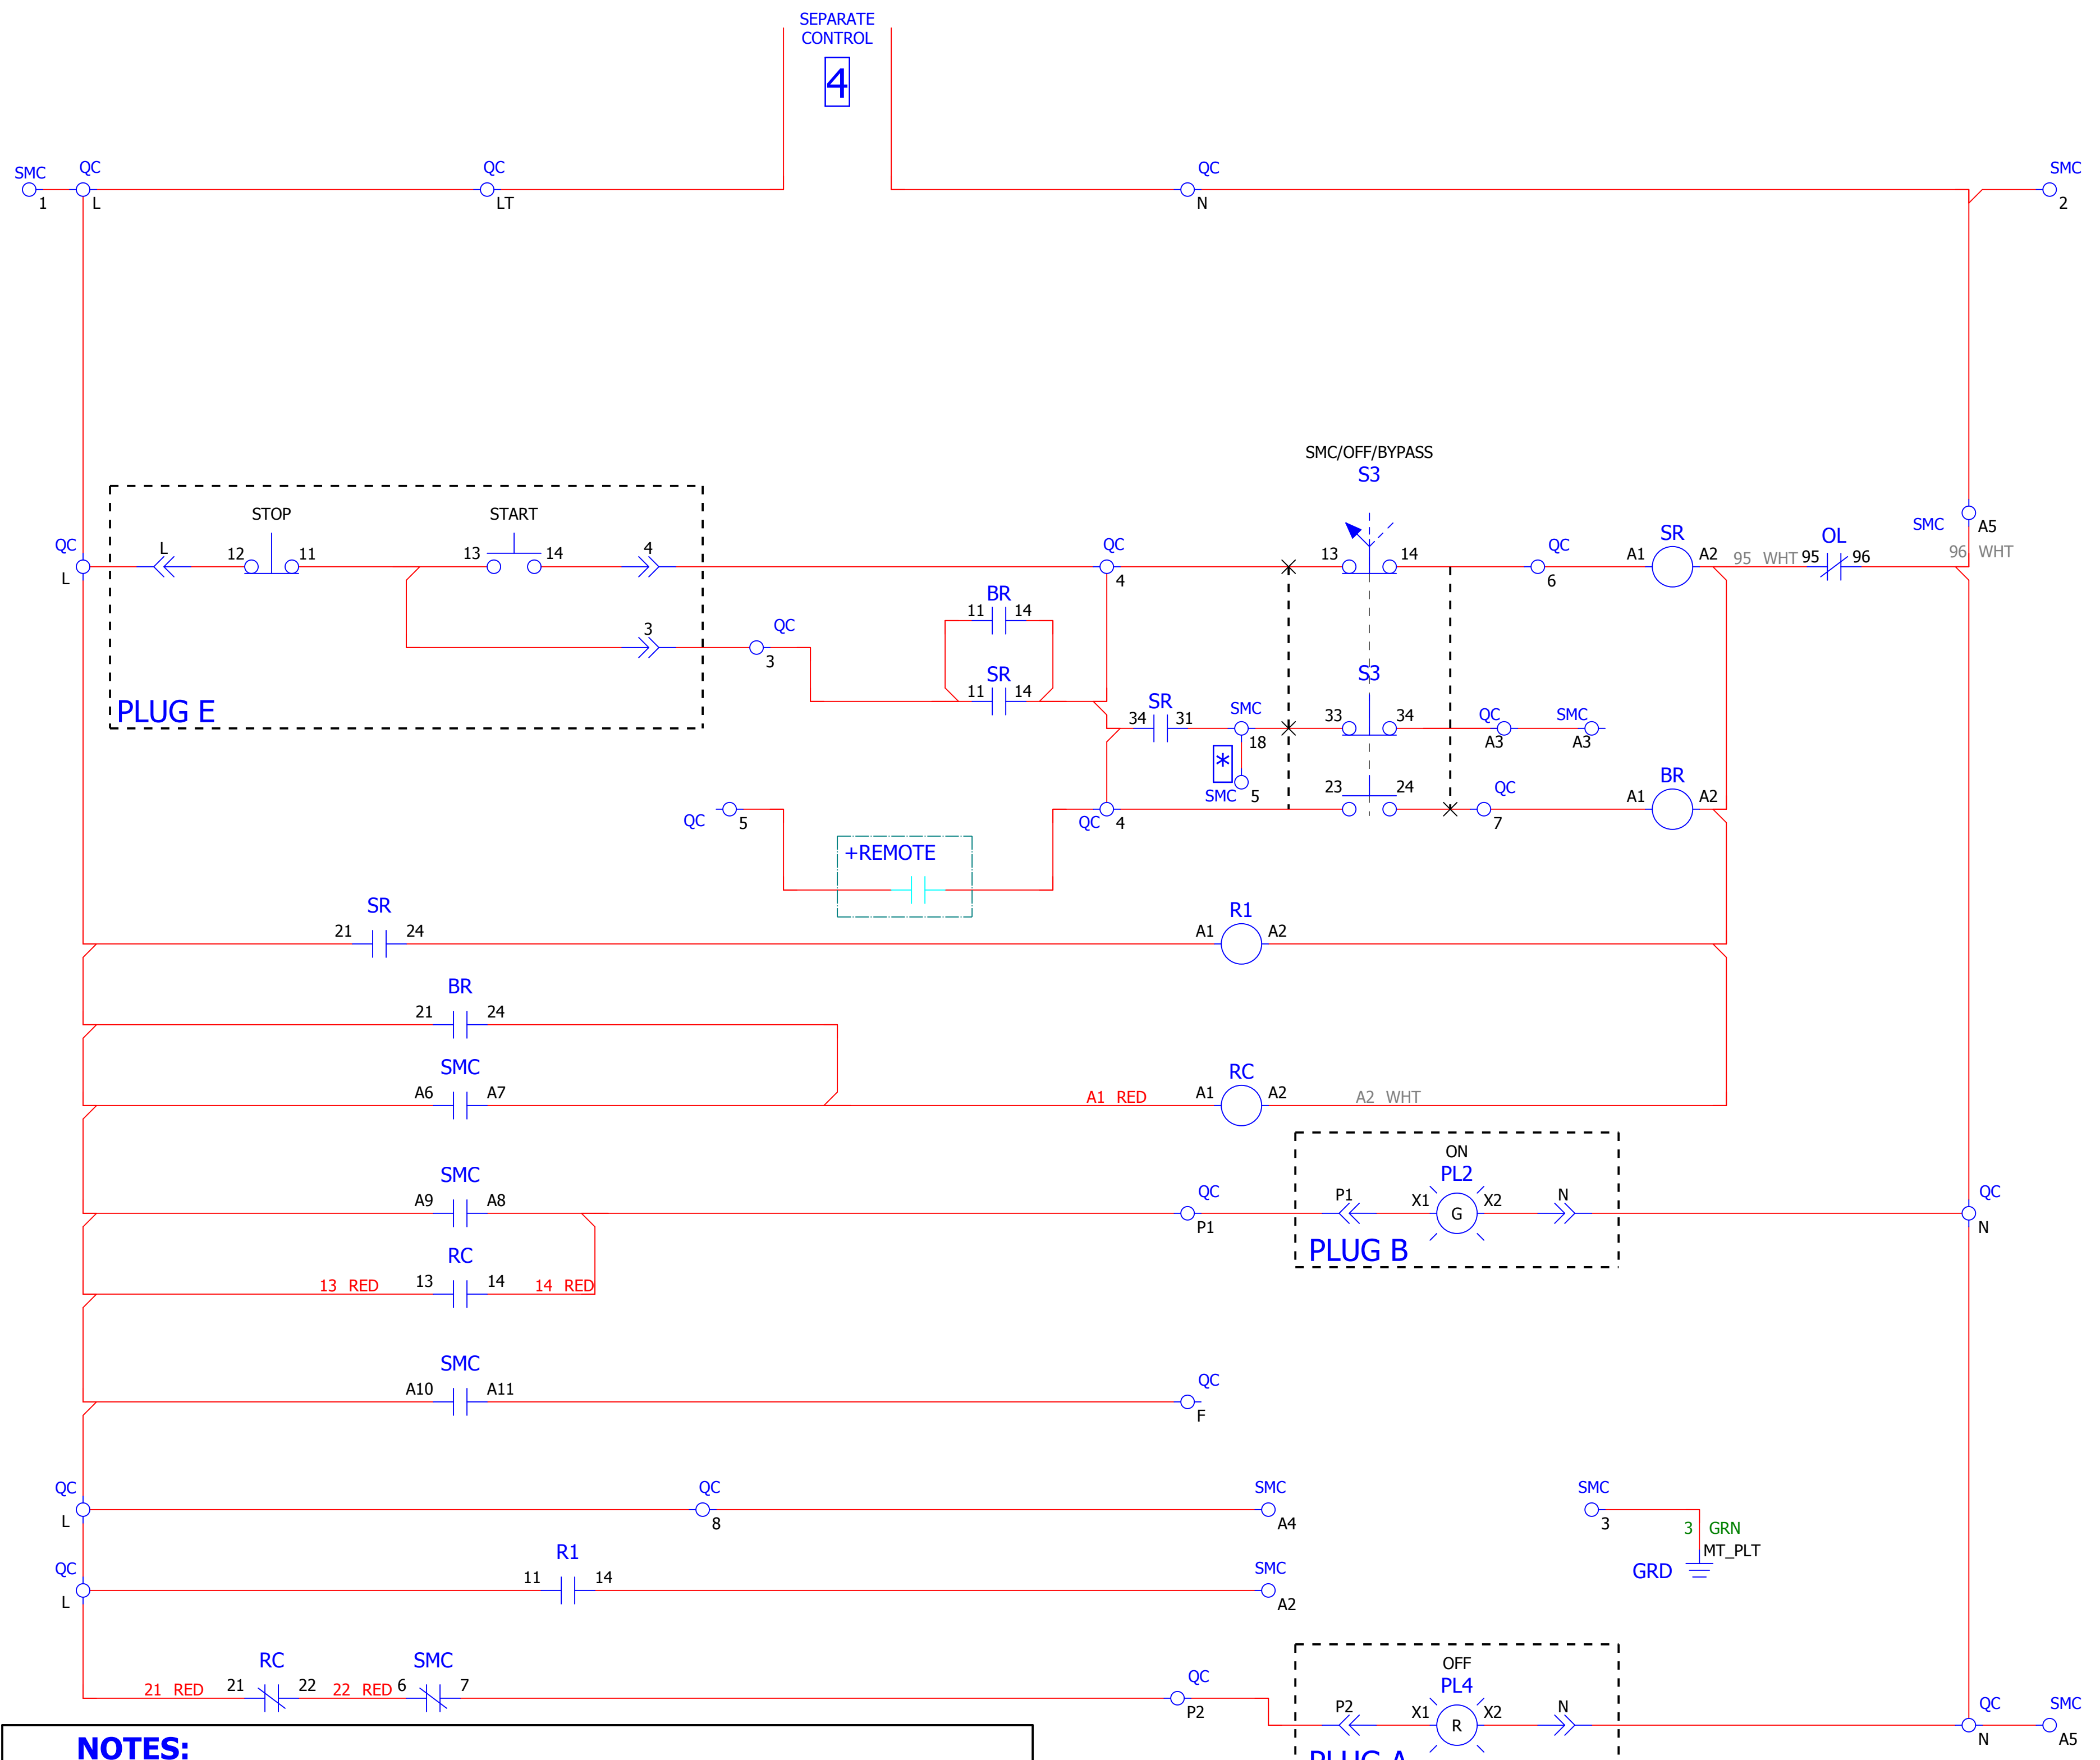 SEPARATE
CONTROL
4
SMC
1
QC
L
QC
LT
QC
N
SMC
2
SMC/OFF/BYPASS
S3
STOP
START
QC
L
L
12
11
13
14
4
QC
4
13
14
QC
6
SR
A1
A2
95 WHT
95
OL
96
SMC
A5
96 WHT
3
QC
3
BR
11
14
SR
11
14
PLUG E
S3
SR
34
31
SMC
18
33
34
QC
A3
SMC
A3
*
SMC
5
23
24
QC
7
BR
A1
A2
QC
5
QC
4
+REMOTE
SR
21
24
R1
A1
A2
BR
21
24
SMC
A6
A7
A1 RED
RC
A1
A2
A2 WHT
SMC
A9
A8
QC
P1
ON
PL2
P1
X1
G
X2
N
PLUG B
QC
N
RC
13 RED
13
14
14 RED
SMC
A10
A11
QC
F
QC
L
QC
8
SMC
A4
SMC
3
3 GRN
MT_PLT
GRD
QC
L
R1
11
14
SMC
A2
RC
21 RED
21
22
22 RED
SMC
6
7
QC
P2
OFF
PL4
P2
X1
R
X2
N
PLUG A
QC
N
SMC
A5
NOTES: